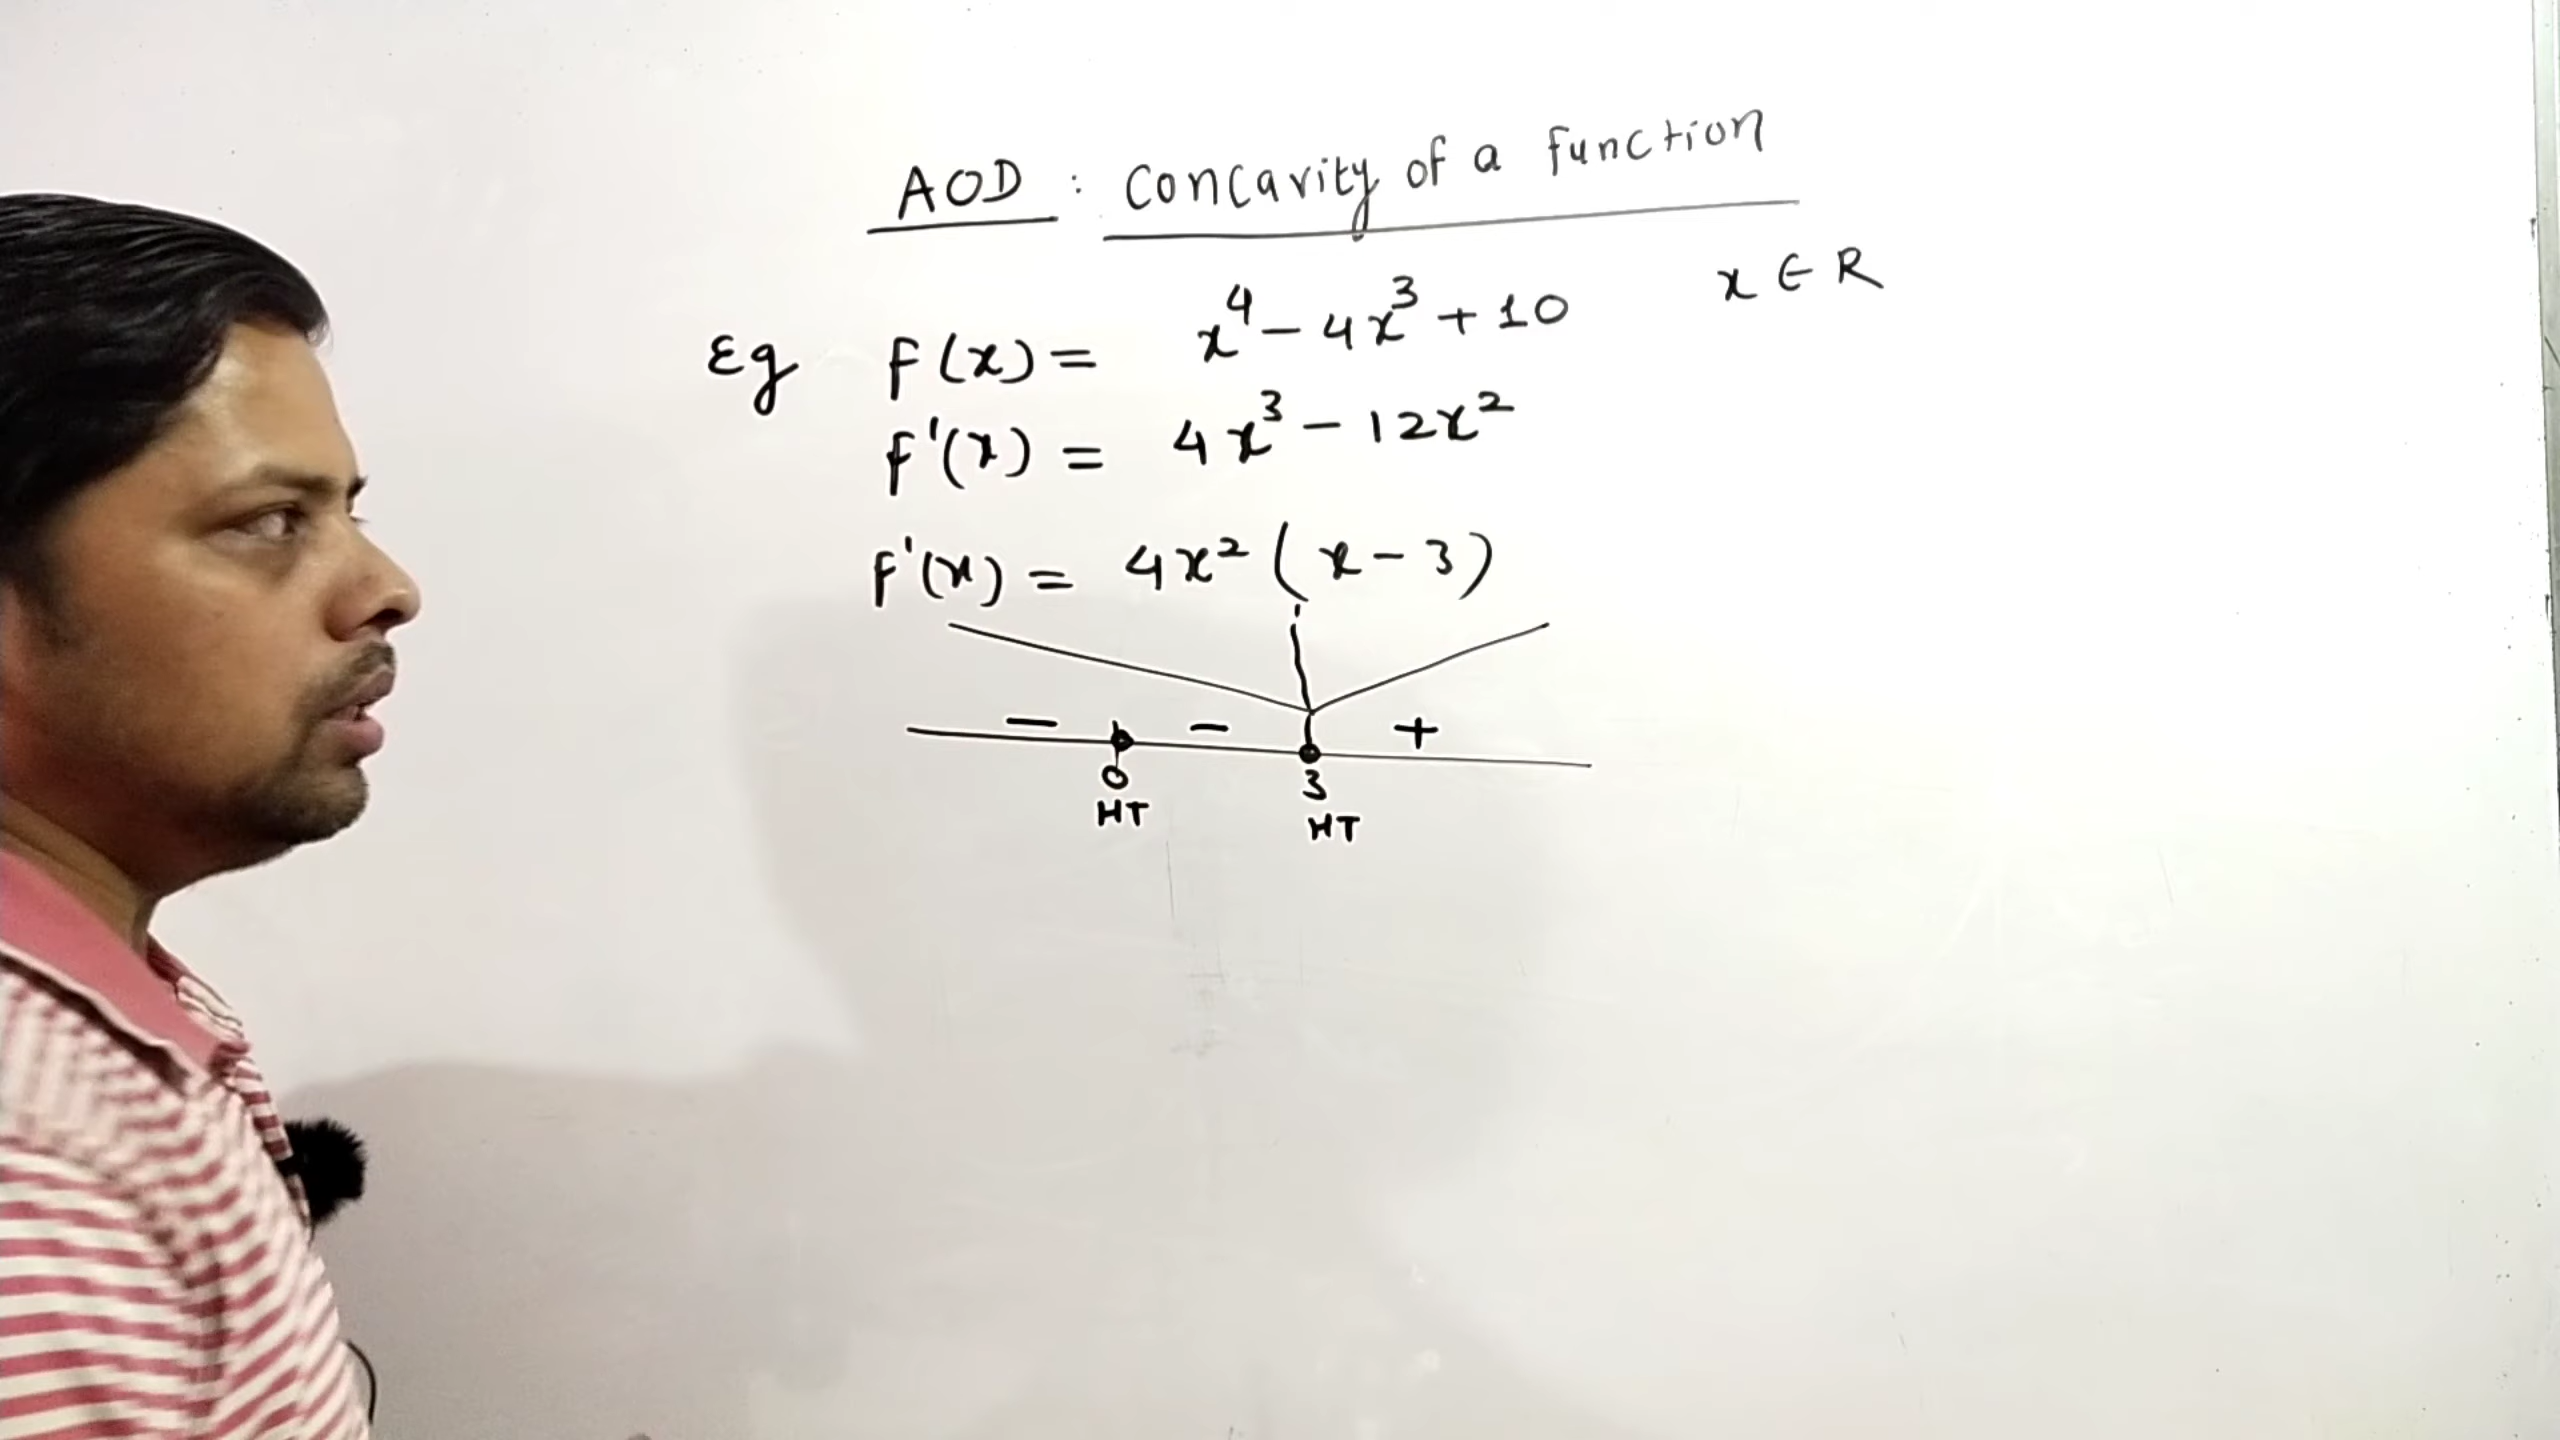 AOD : Concavity of a function
Eg f(x) = x⁴ - 4x³ + 10 x ∈ R
f'(x) = 4x³ - 12x²
f'(x) = 4x² (x - 3)
- - +
0 3
HT HT